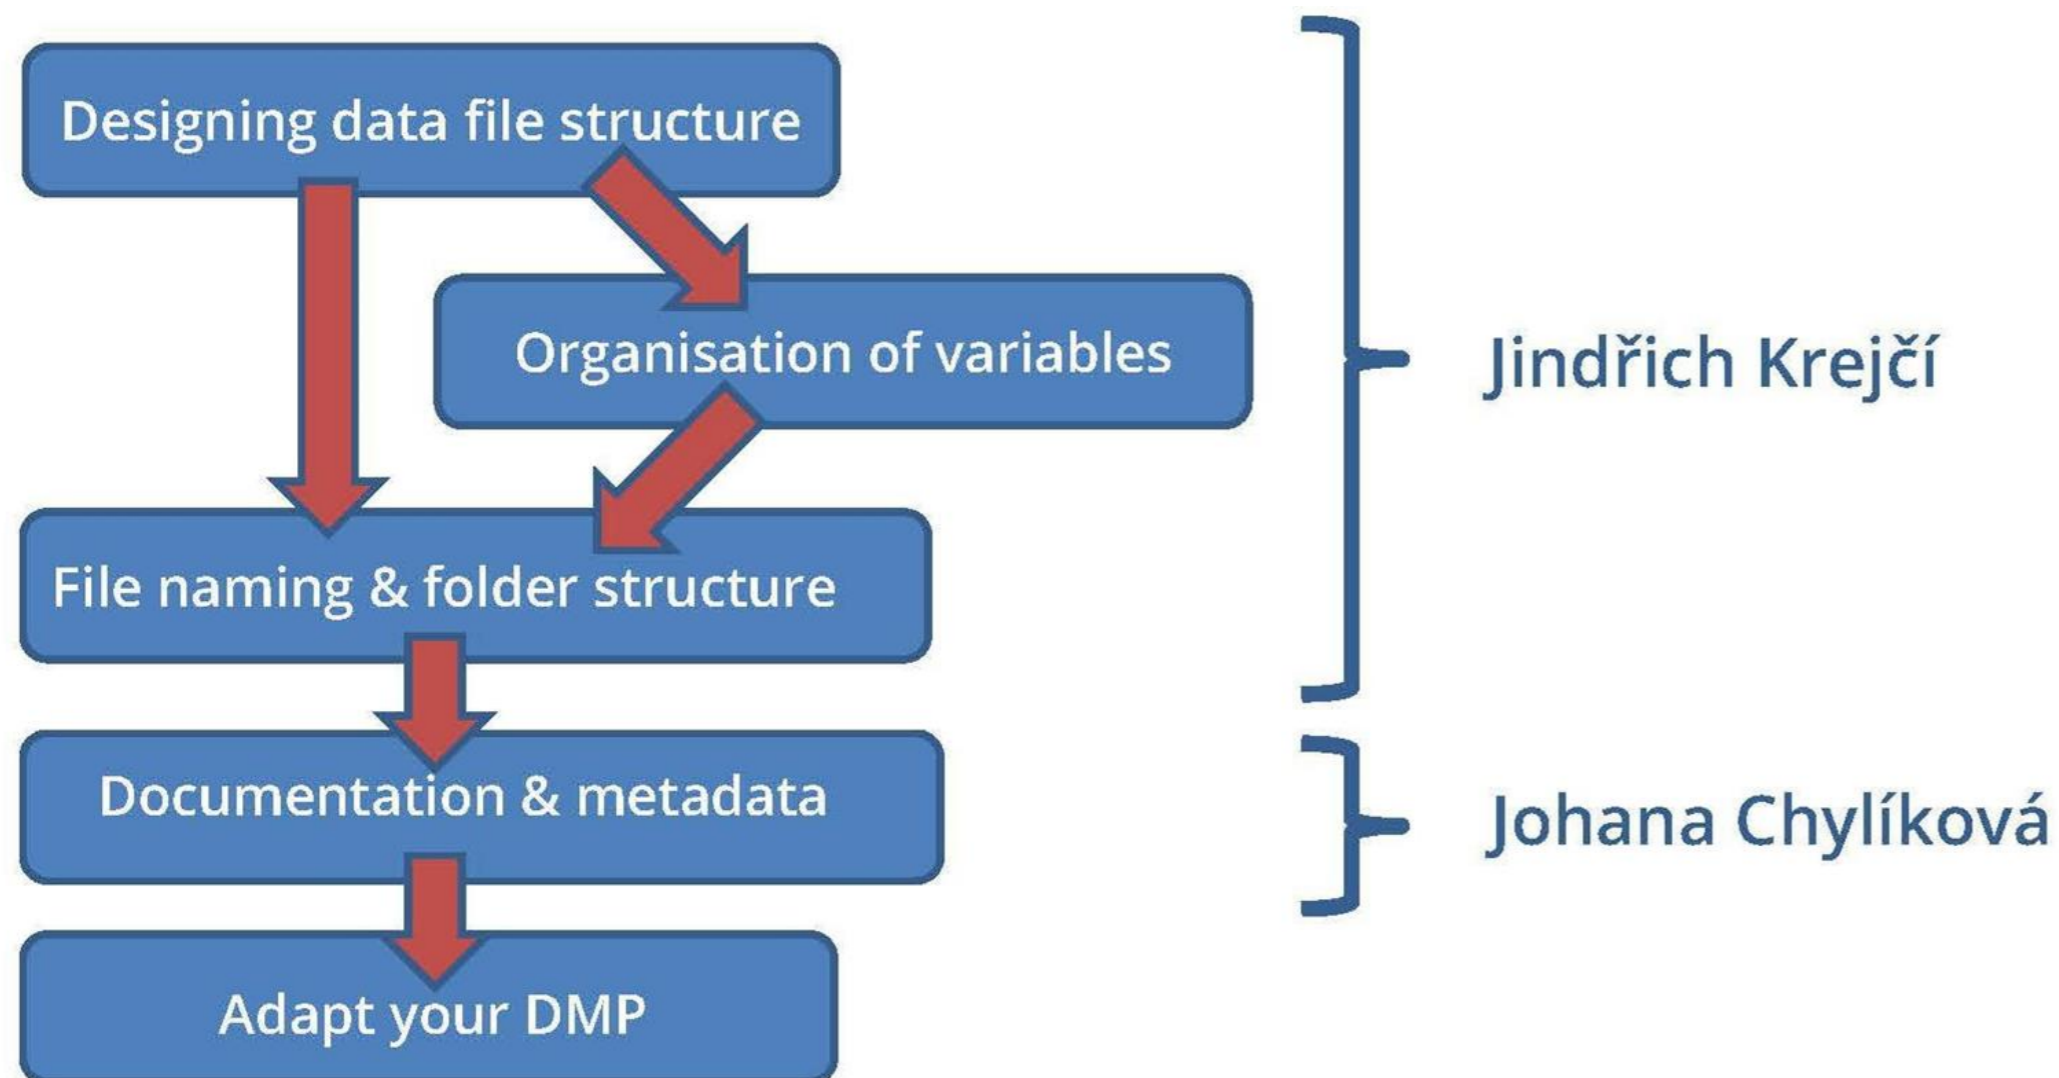 Designing data file structure
Organisation of variables
Jindřich Krejčí
File naming & folder structure
Documentation & metadata
Johana Chylíková
Adapt your DMP